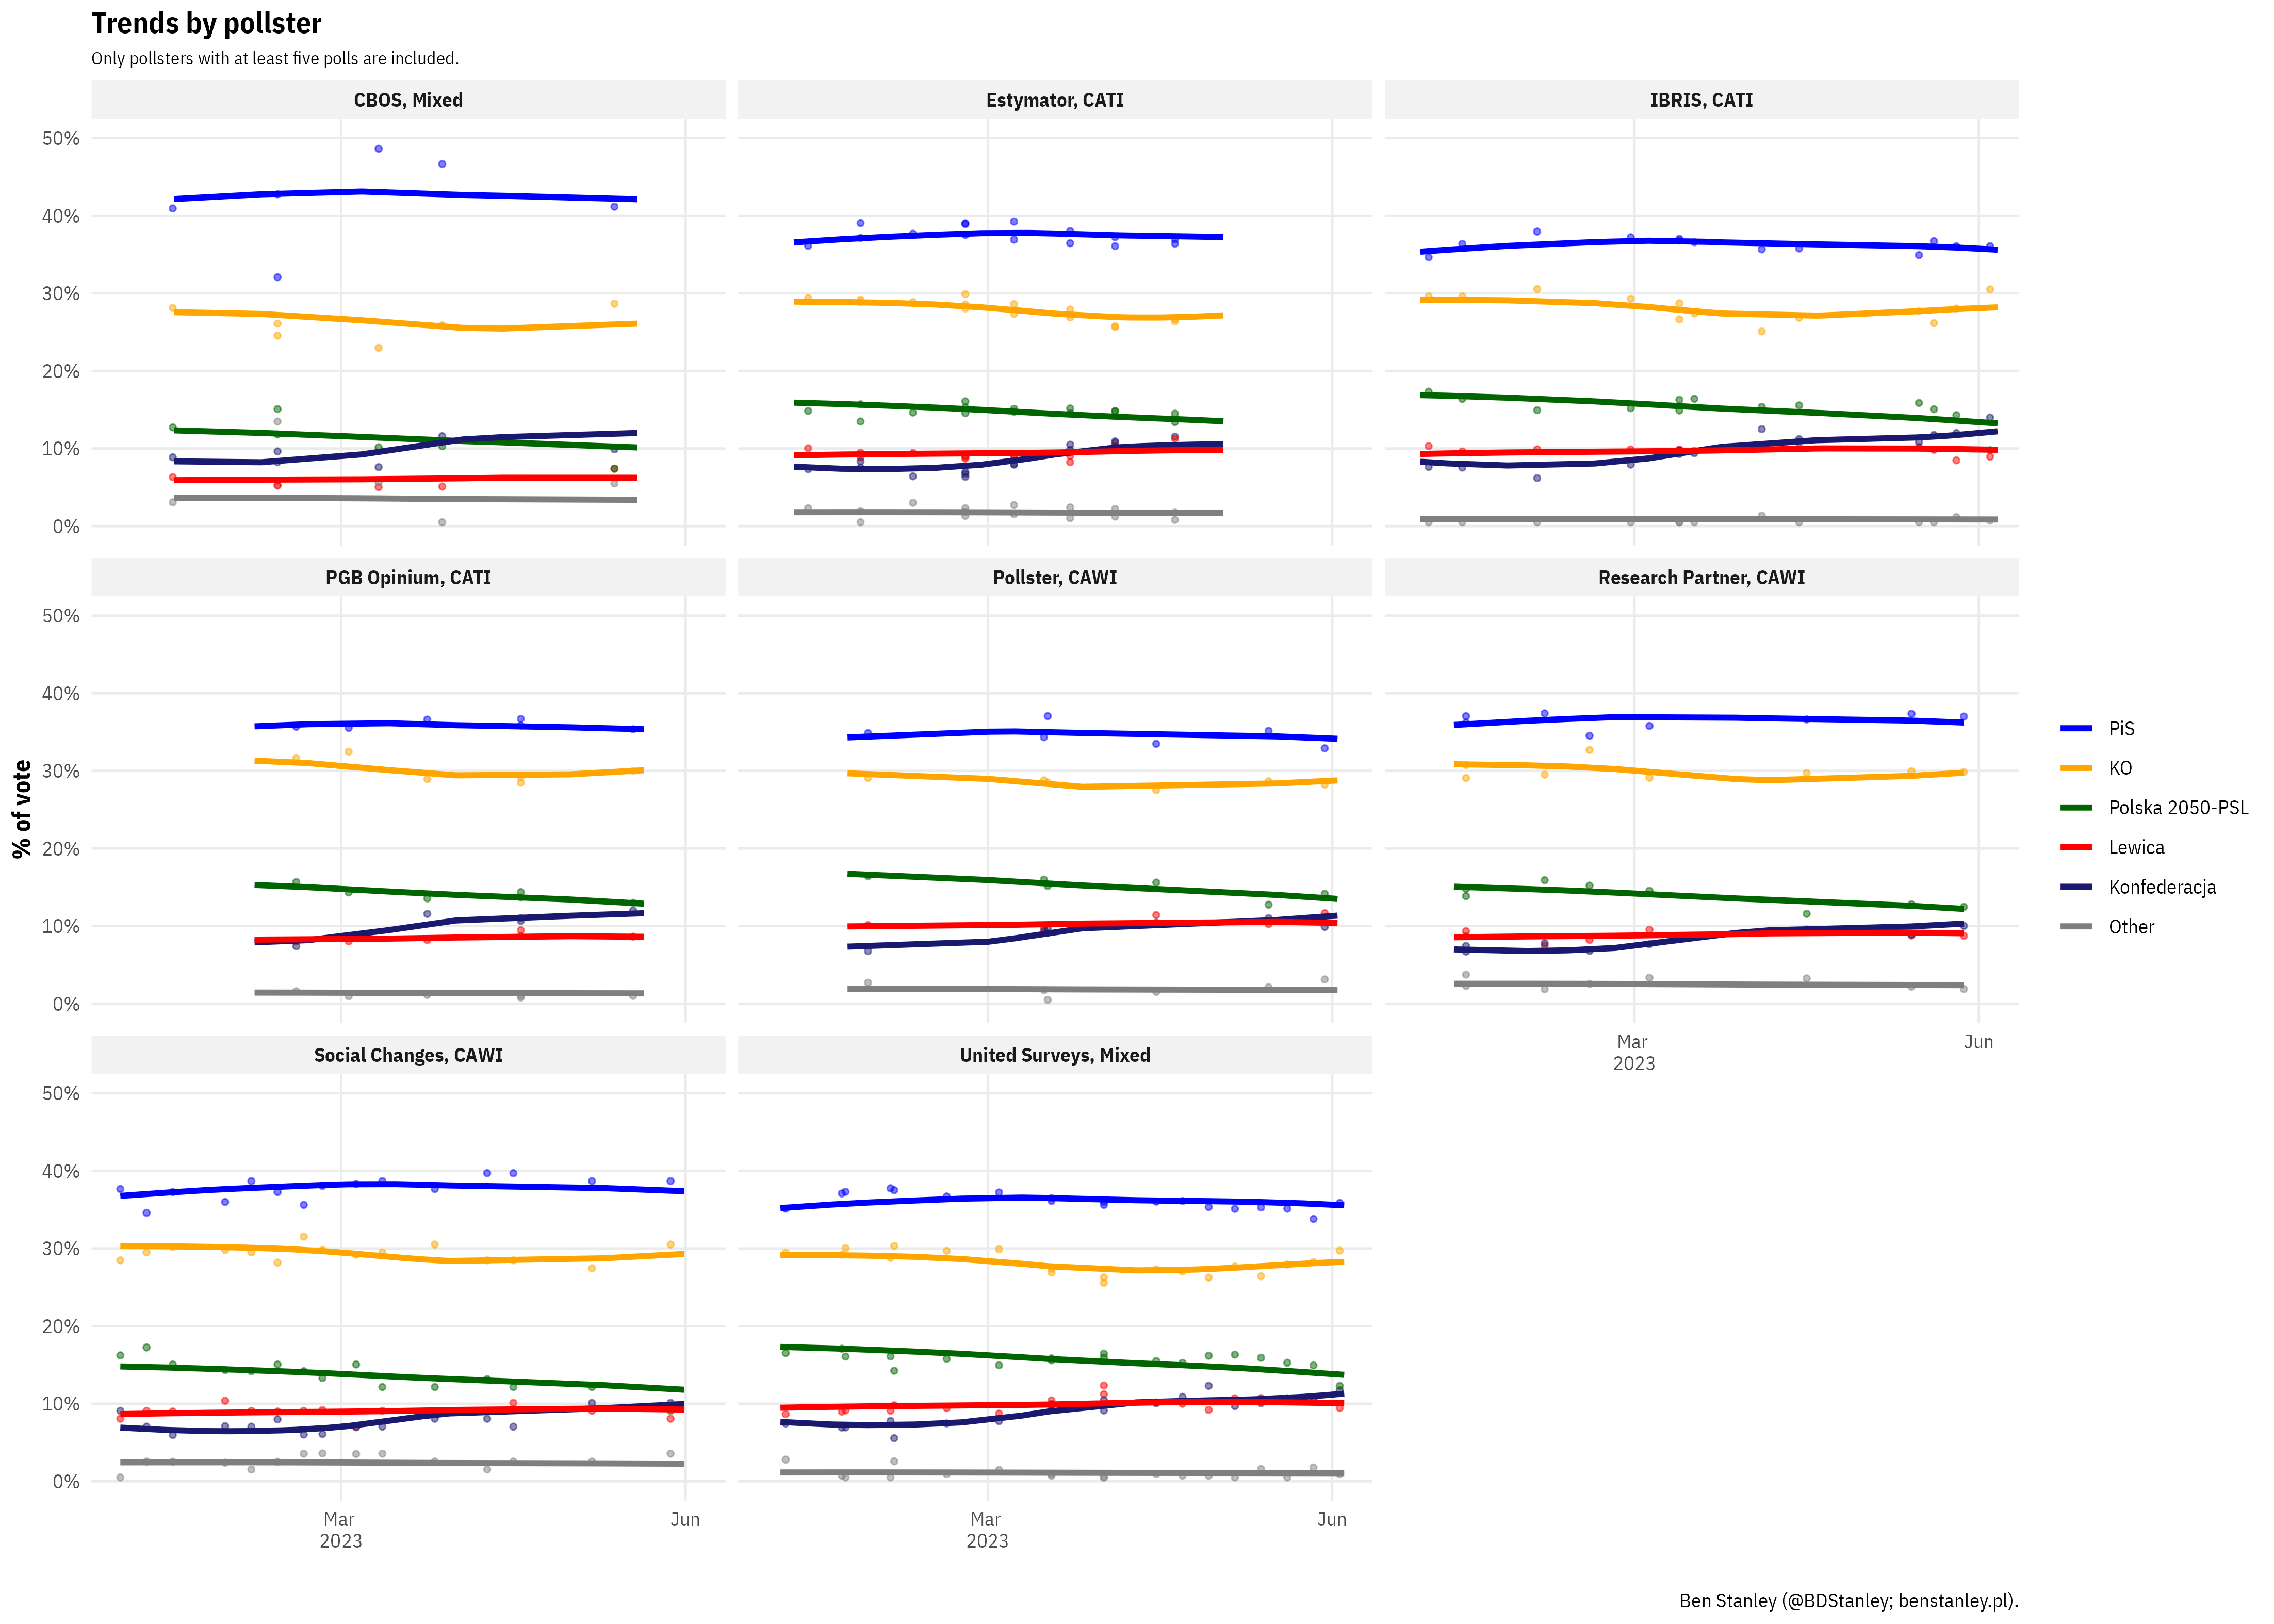 Trends by pollster
Only pollsters with at least five polls are included.
CBOS, Mixed
Estymator, CATI
IBRIS, CATI
50%
40%
30%
20%
10%
0%
PGB Opinium, CATI
Pollster, CAWI
Research Partner, CAWI
50%
40%
30%
20%
10%
0%
Mar
2023
Jun
Social Changes, CAWI
United Surveys, Mixed
50%
40%
30%
20%
10%
0%
Mar
2023
Jun
Mar
2023
Jun
% of vote
PiS
KO
Polska 2050-PSL
Lewica
Konfederacja
Other
Ben Stanley (@BDStanley; benstanley.pl).